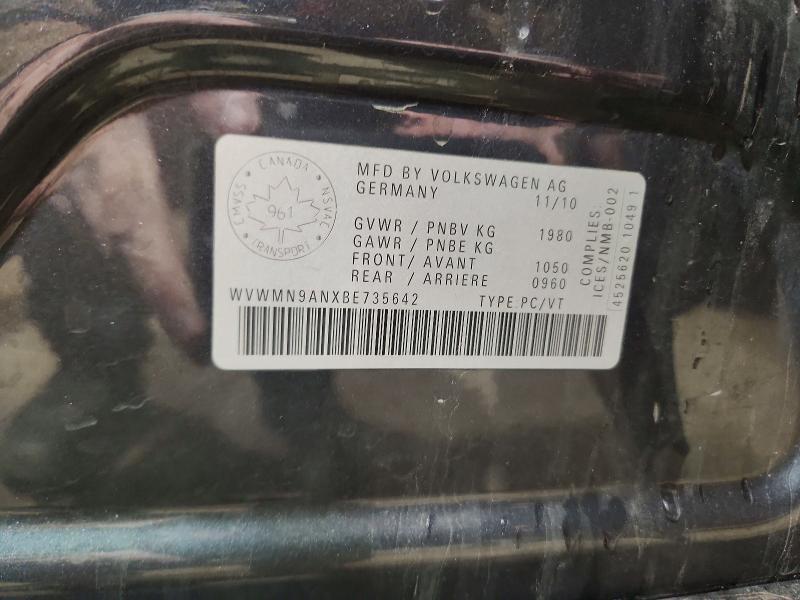 CANADA
CMVSS
NSVAC
TRANSPORT
961
MFD BY VOLKSWAGEN AG
GERMANY 11/10
GVWR / PNBV KG 1980
GAWR / PNBE KG
FRONT/ AVANT 1050
REAR / ARRIERE 0960
WVWMN9ANXBE735642 TYPE.PC/VT
COMPLIES:
ICES/NMB-002
4525620 1049 1